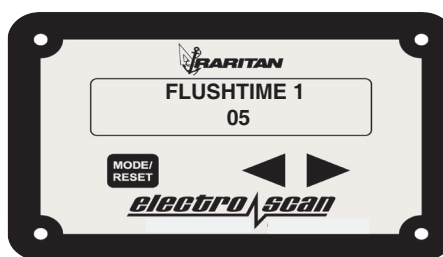 RARITAN
FLUSHTIME 1
05
MODE/
RESET
electro scan